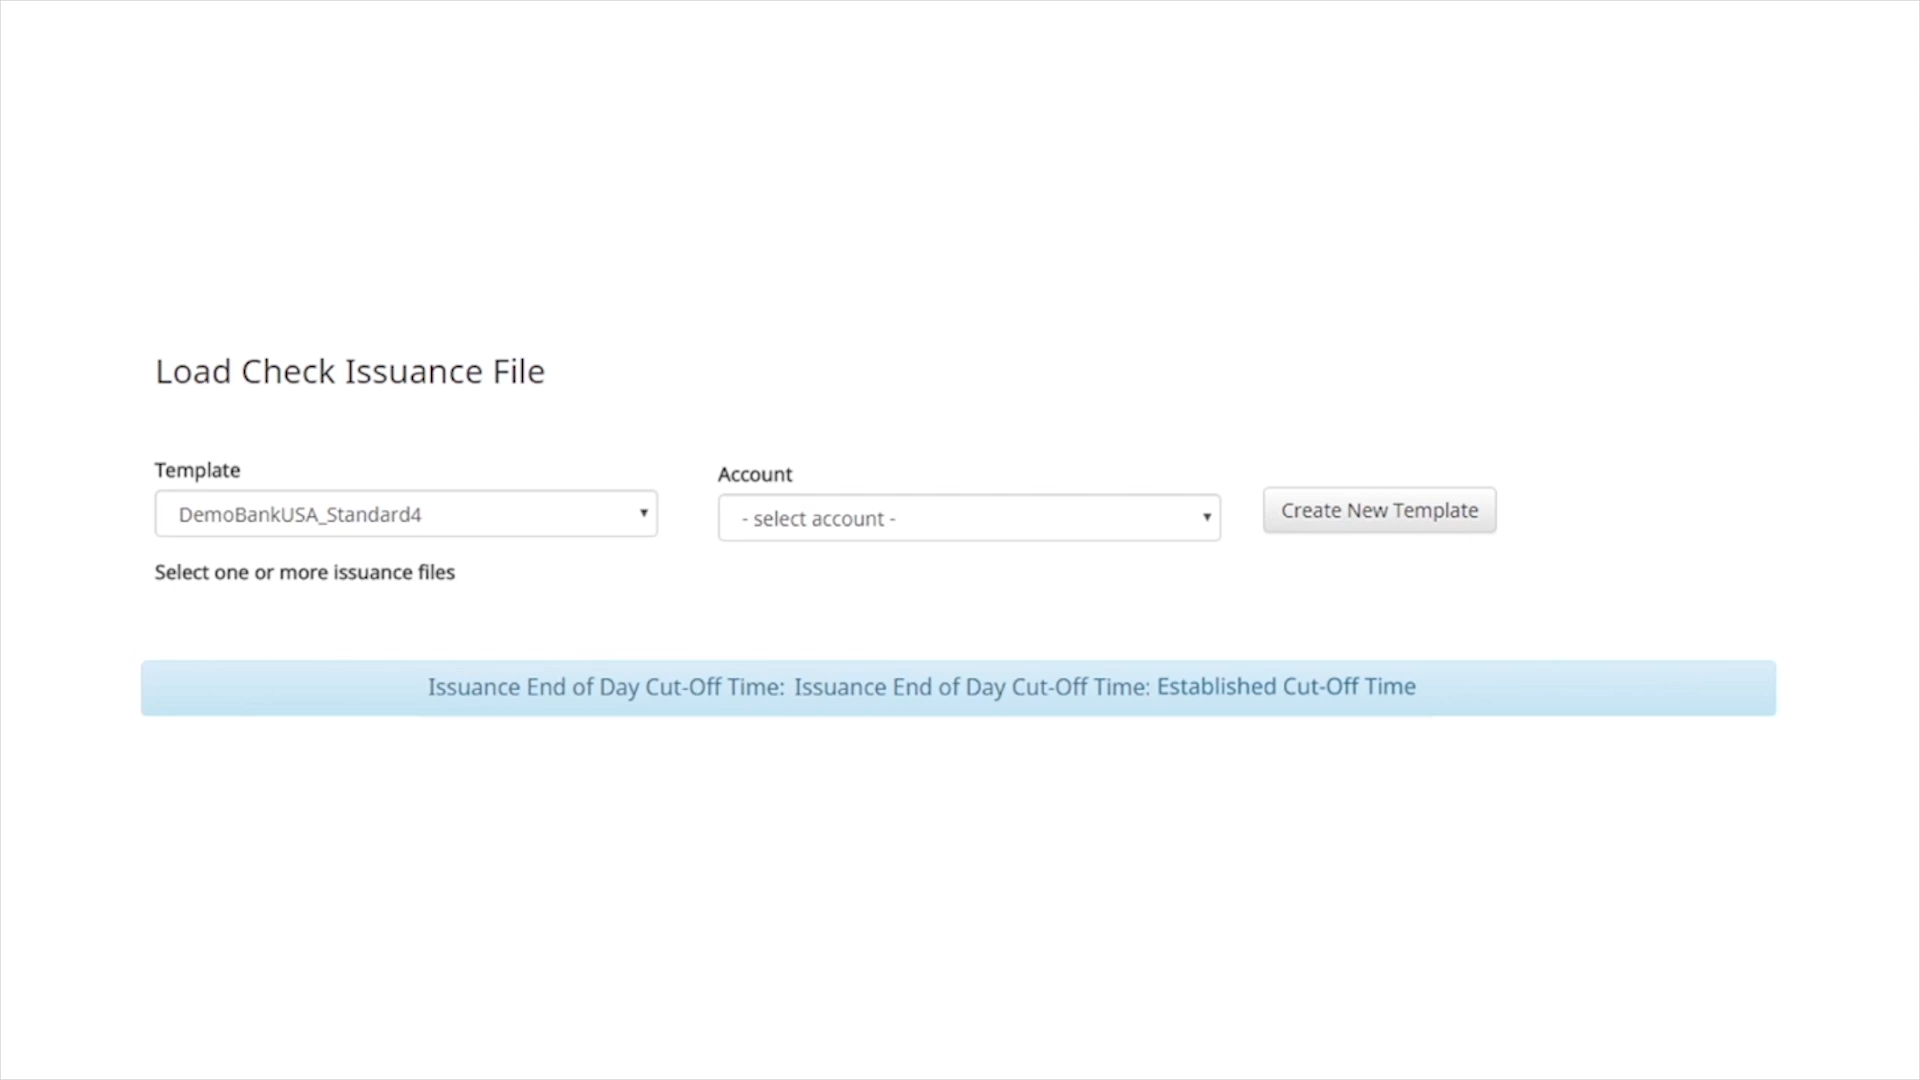 Load Check Issuance File
Template
Account
DemoBankUSA_Standard4
- select account -
Create New Template
Select one or more issuance files
Issuance End of Day Cut-Off Time: Issuance End of Day Cut-Off Time: Established Cut-Off Time